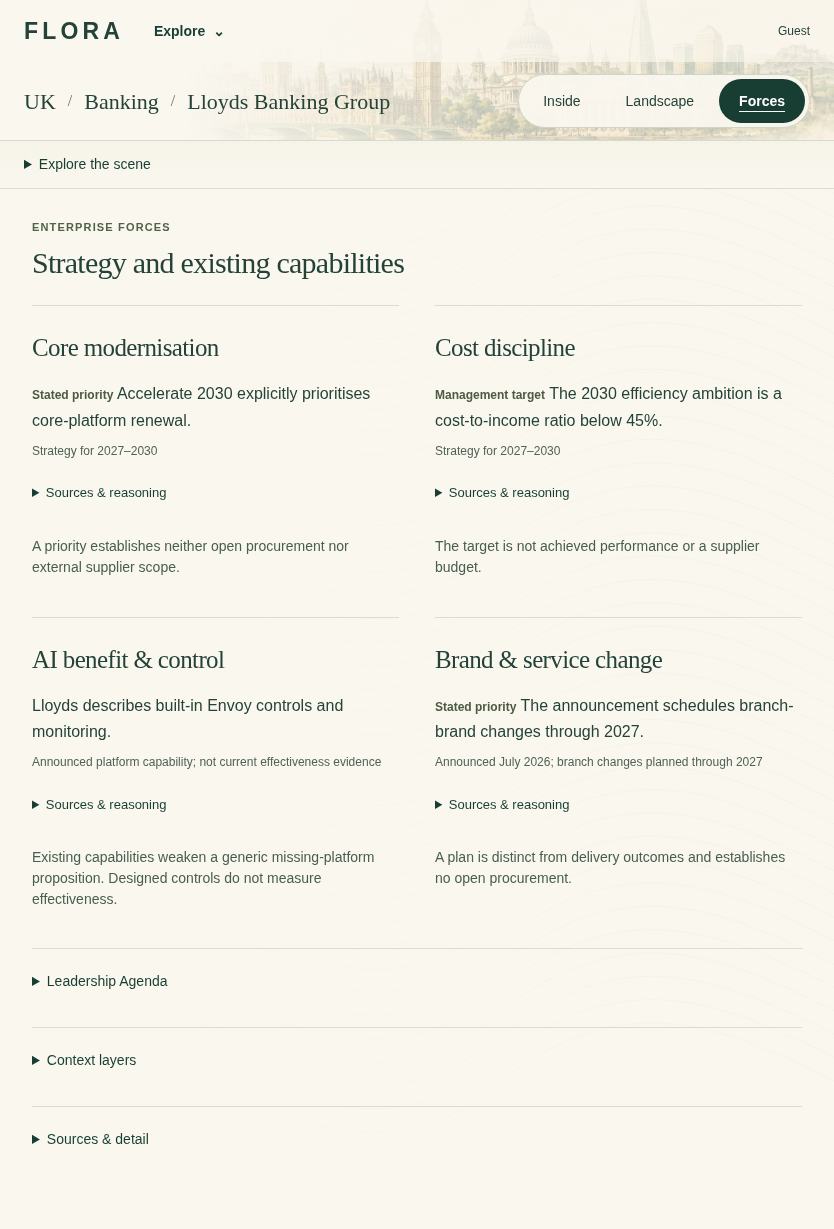 FLORA
Explore
Guest
UK / Banking / Lloyds Banking Group
Inside
Landscape
Forces
Explore the scene
ENTERPRISE FORCES
Strategy and existing capabilities
Core modernisation
Stated priority Accelerate 2030 explicitly prioritises
core-platform renewal.
Strategy for 2027–2030
Sources & reasoning
A priority establishes neither open procurement nor
external supplier scope.
Cost discipline
Management target The 2030 efficiency ambition is a
cost-to-income ratio below 45%.
Strategy for 2027–2030
Sources & reasoning
The target is not achieved performance or a supplier
budget.
AI benefit & control
Lloyds describes built-in Envoy controls and
monitoring.
Announced platform capability; not current effectiveness evidence
Sources & reasoning
Existing capabilities weaken a generic missing-platform
proposition. Designed controls do not measure
effectiveness.
Brand & service change
Stated priority The announcement schedules branch-
brand changes through 2027.
Announced July 2026; branch changes planned through 2027
Sources & reasoning
A plan is distinct from delivery outcomes and establishes
no open procurement.
Leadership Agenda
Context layers
Sources & detail